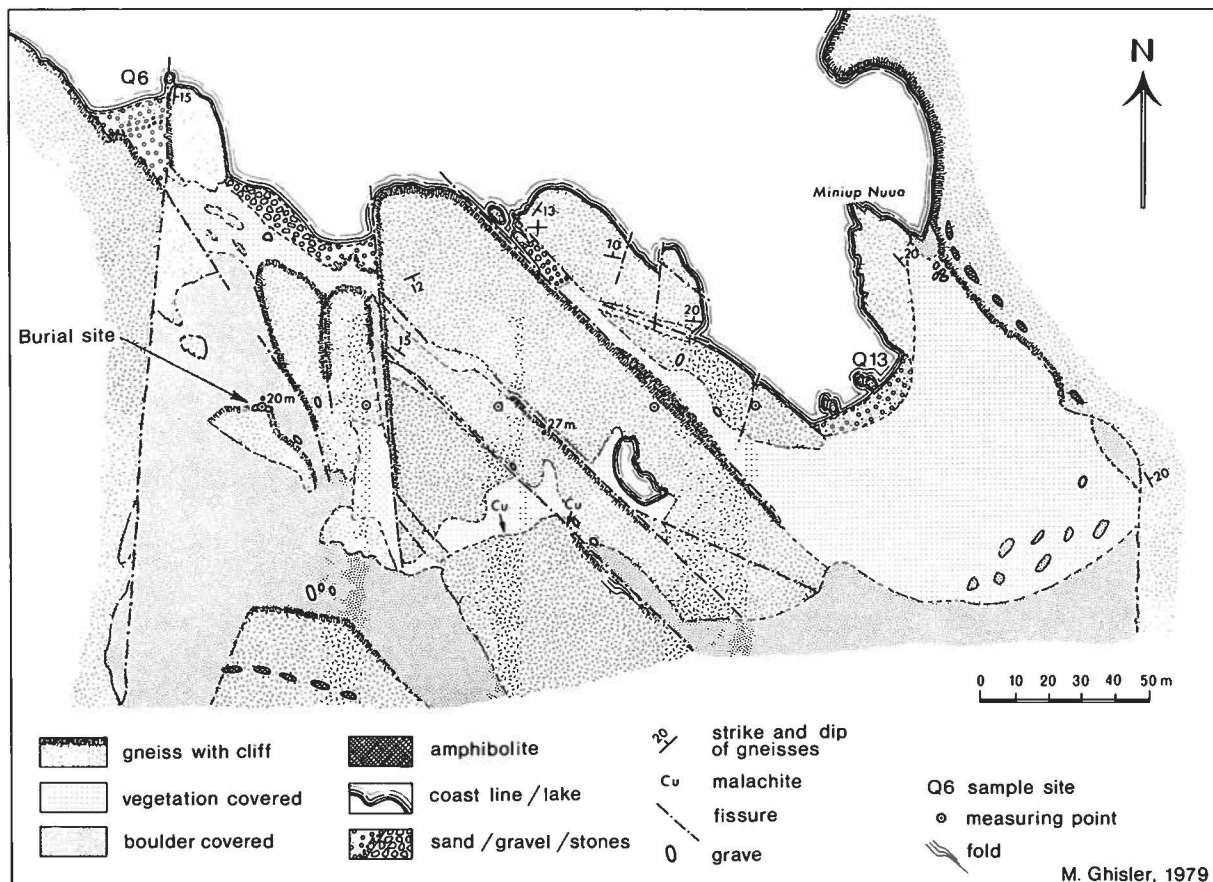 N
Q6
15
Miniup Nuua
13
10
20
12
20
Burial site
15
Q13
20 m
27 m.
20
Cu
Cu
0 10 20 30 40 50 m
gneiss with cliff
vegetation covered
boulder covered
amphibolite
coast line / lake
sand / gravel / stones
20 strike and dip
of gneisses
Cu malachite
fissure
grave
Q6 sample site
measuring point
fold
M. Ghisler, 1979